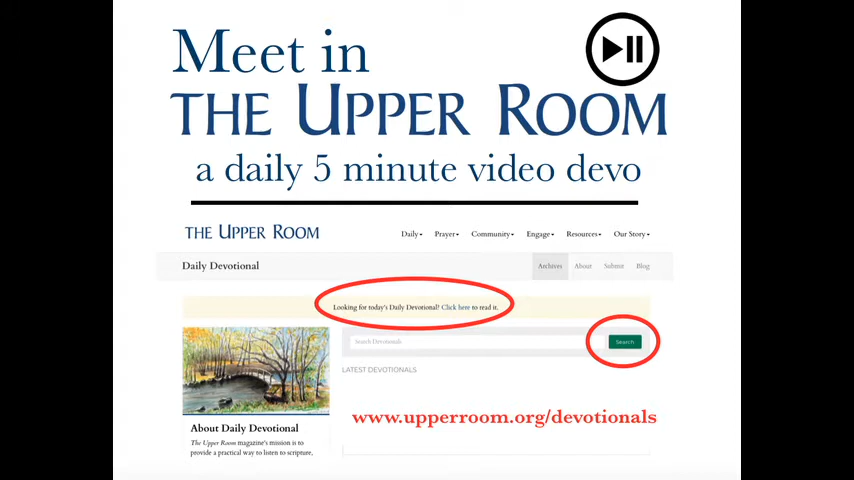 Meet in
THE UPPER ROOM
a daily 5 minute video devo
THE UPPER ROOM
Daily Prayer Community Engage Resources Our Story
Daily Devotional
Archives About Submit Blog
Looking for today's Daily Devotional? Click here to read it.
Search Devotionals
Search
LATEST DEVOTIONALS
www.upperroom.org/devotionals
About Daily Devotional
The Upper Room magazine's mission is to
provide a practical way to listen to scripture,